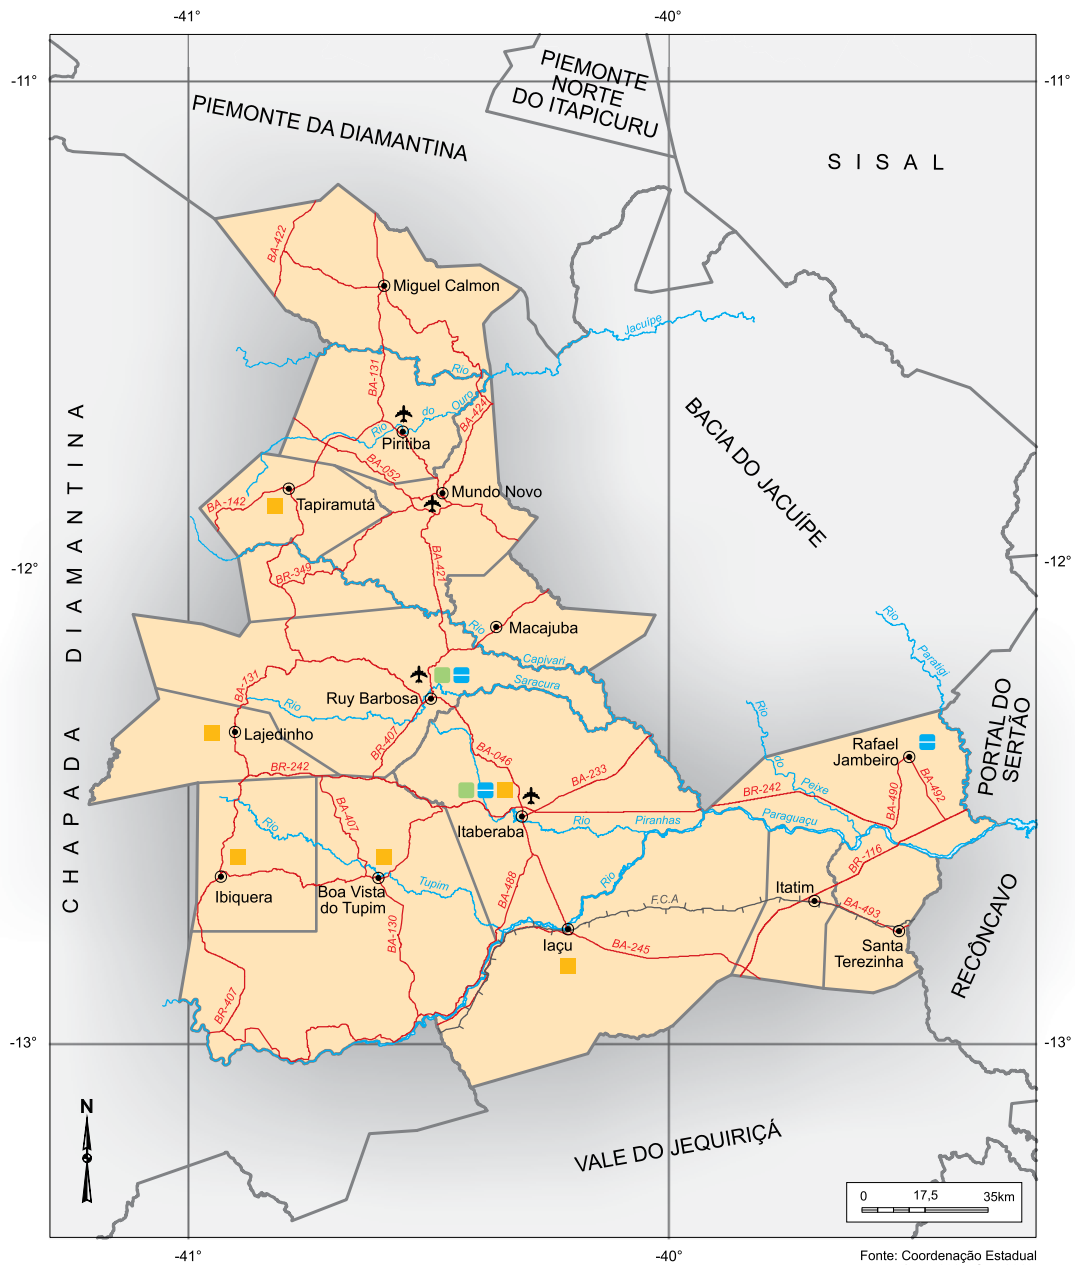 -41°
-40°
-11°
-11°
PIEMONTE
NORTE
DO ITAPICURU
PIEMONTE DA DIAMANTINA
SISAL
BA-422
Miguel Calmon
Jacuípe
BA-131
Rio
BA-424
Rio
do
Ouro
Piritiba
BACIA DO JACUÍPE
CHAPADA DIAMANTINA
BA-052
Mundo Novo
BA-142
Tapiramutá
BA-421
-12°
-12°
BR-349
Rio
Macajuba
Rio
Paratigi
Capivari
Saracura
BA-131
Ruy Barbosa
Rio
Lajedinho
BR-407
BA-046
Rio
do
Peixe
Rafael
Jambeiro
PORTAL DO
SERTÃO
BR-242
BA-233
BR-242
BA-490
BA-492
BA-407
Itaberaba
Rio
Piranhas
Paraguaçu
Rio
BR-116
Ibiquera
Boa Vista
do Tupim
Tupim
BA-488
Rio
F.C.A
Itatim
BA-493
BA-130
Iaçu
BA-245
Santa
Terezinha
RECÔNCAVO
BR-407
-13°
-13°
N
VALE DO JEQUIRIÇÁ
0 17,5 35km
-41°
-40°
Fonte: Coordenação Estadual